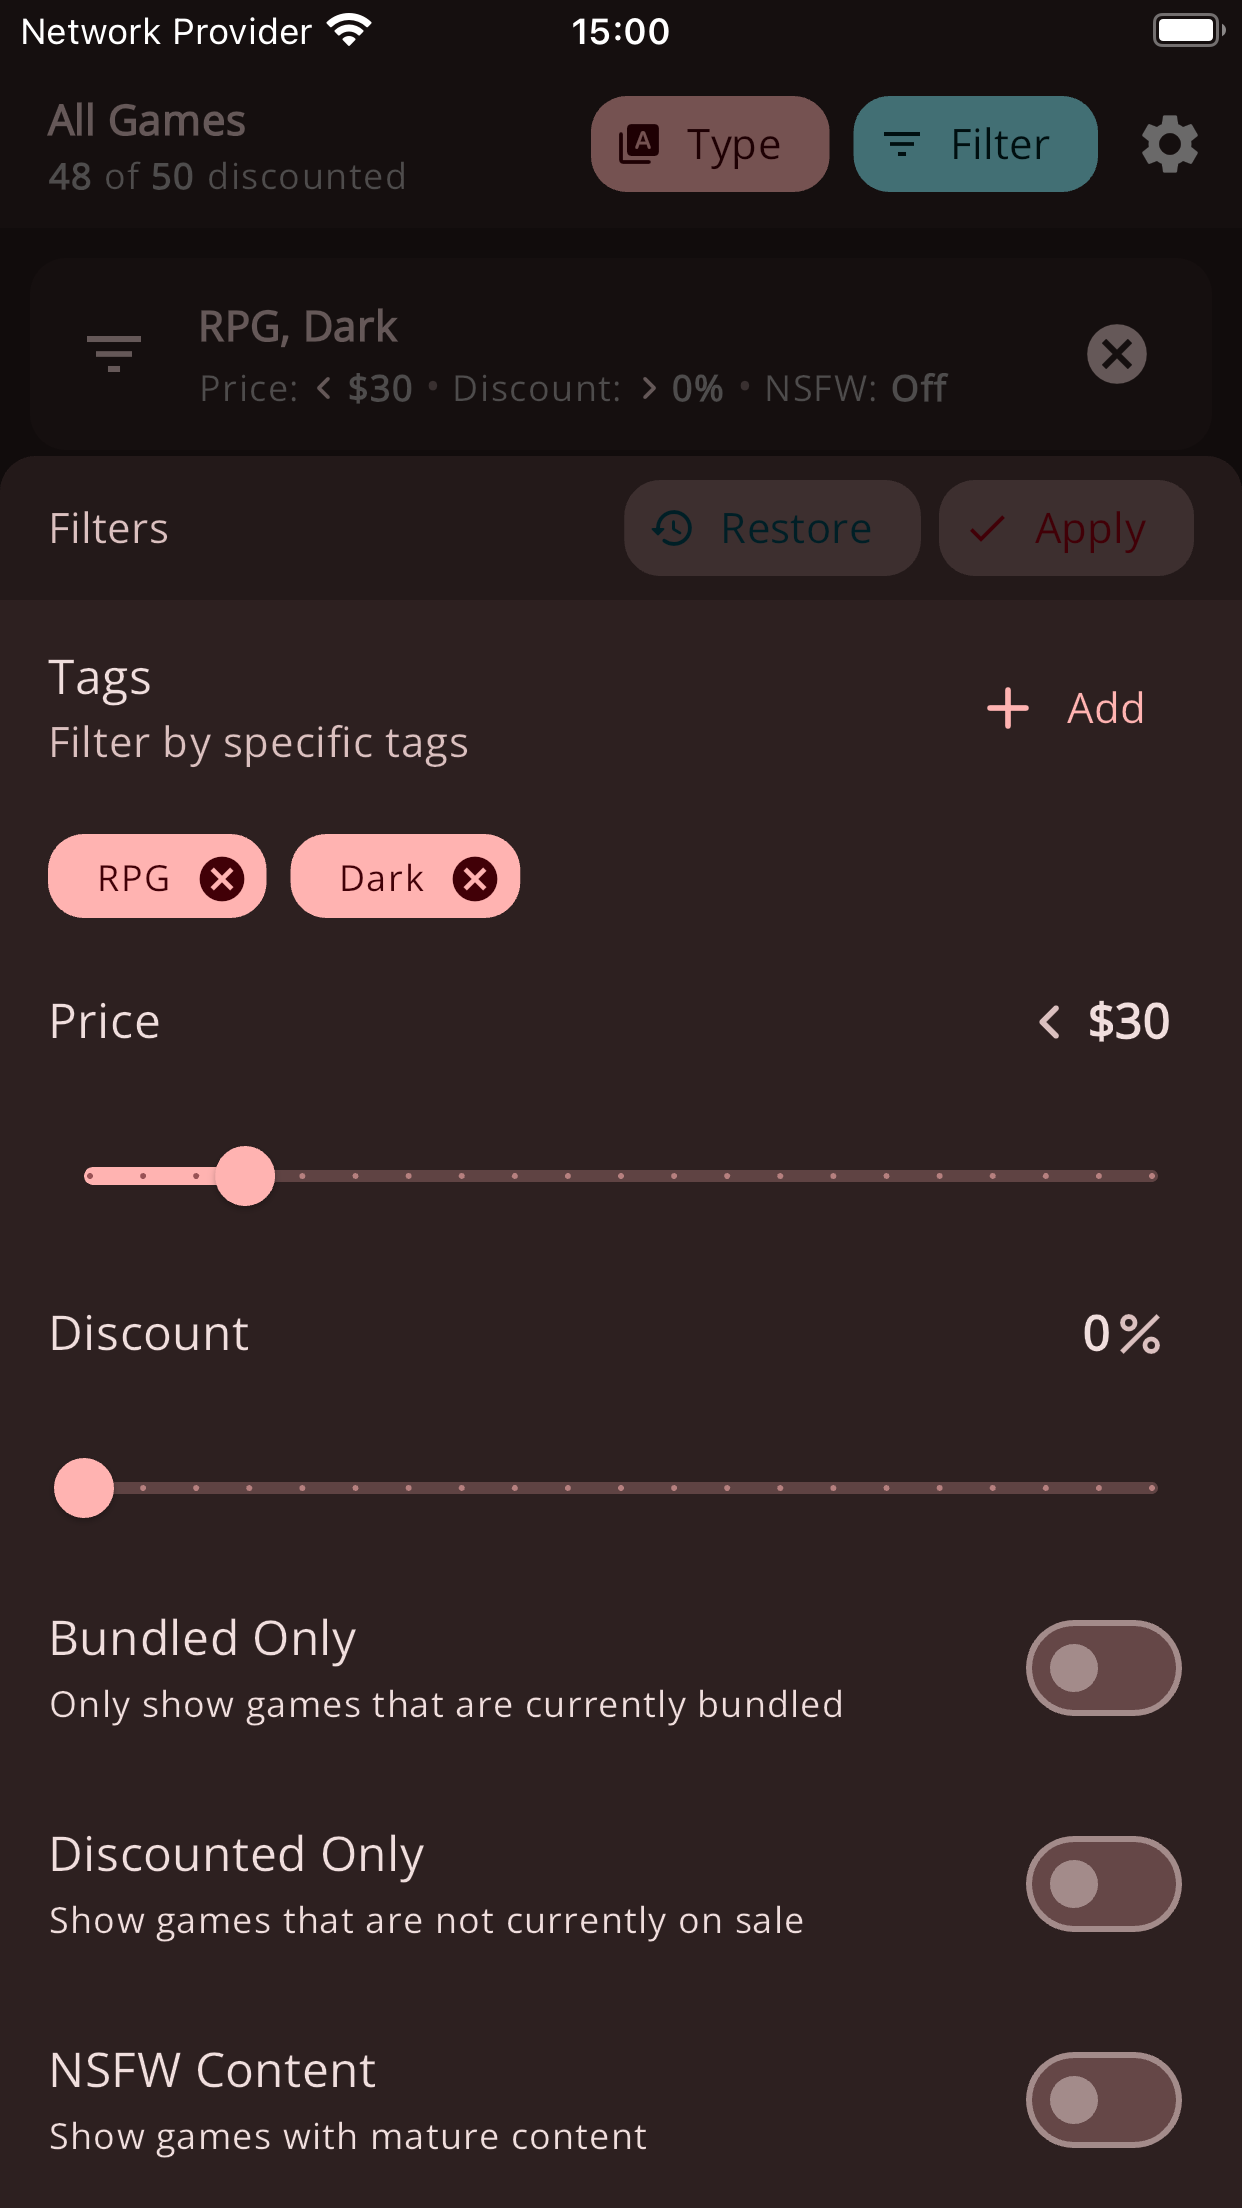 Network Provider 15:00
All Games
48 of 50 discounted
A Type
Filter
RPG, Dark
Price: < $30 • Discount: > 0% • NSFW: Off
Filters
Restore
Apply
Tags
Filter by specific tags
Add
RPG
Dark
Price
< $30
Discount
0%
Bundled Only
Only show games that are currently bundled
Discounted Only
Show games that are not currently on sale
NSFW Content
Show games with mature content